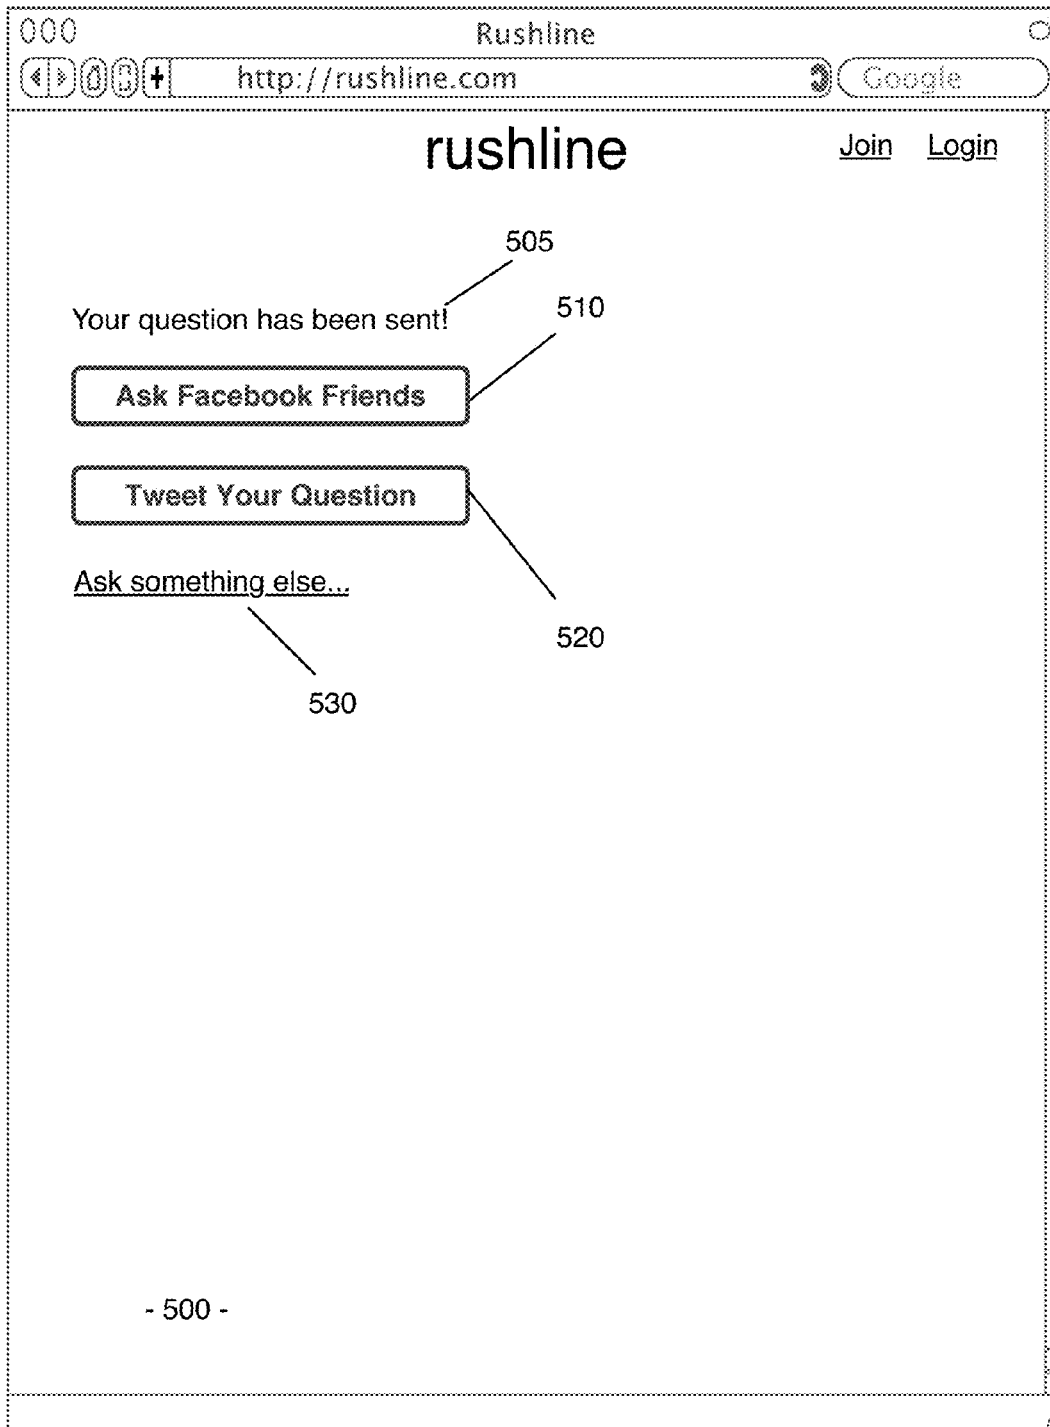 Rushline
http://rushline.com
Google
rushline
Join Login
505
510
Your question has been sent!
Ask Facebook Friends
Tweet Your Question
Ask something else...
520
530
- 500 -